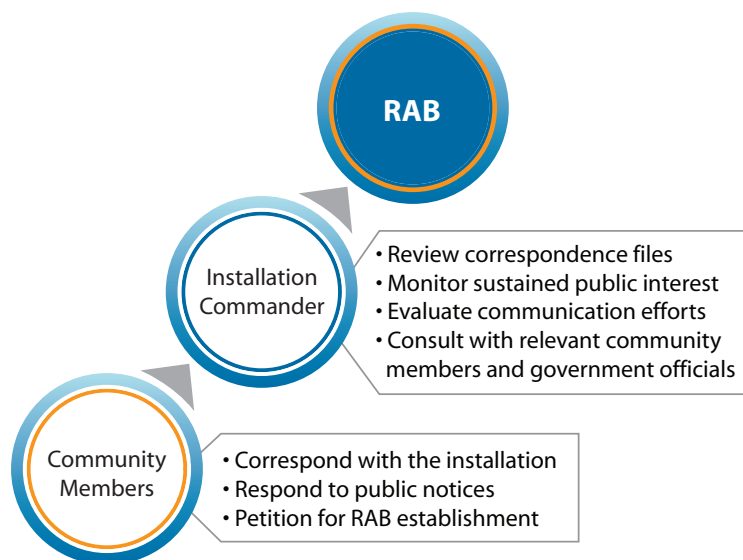 RAB
Installation
Commander
• Review correspondence files
• Monitor sustained public interest
• Evaluate communication efforts
• Consult with relevant community
members and government officials
Community
Members
• Correspond with the installation
• Respond to public notices
• Petition for RAB establishment